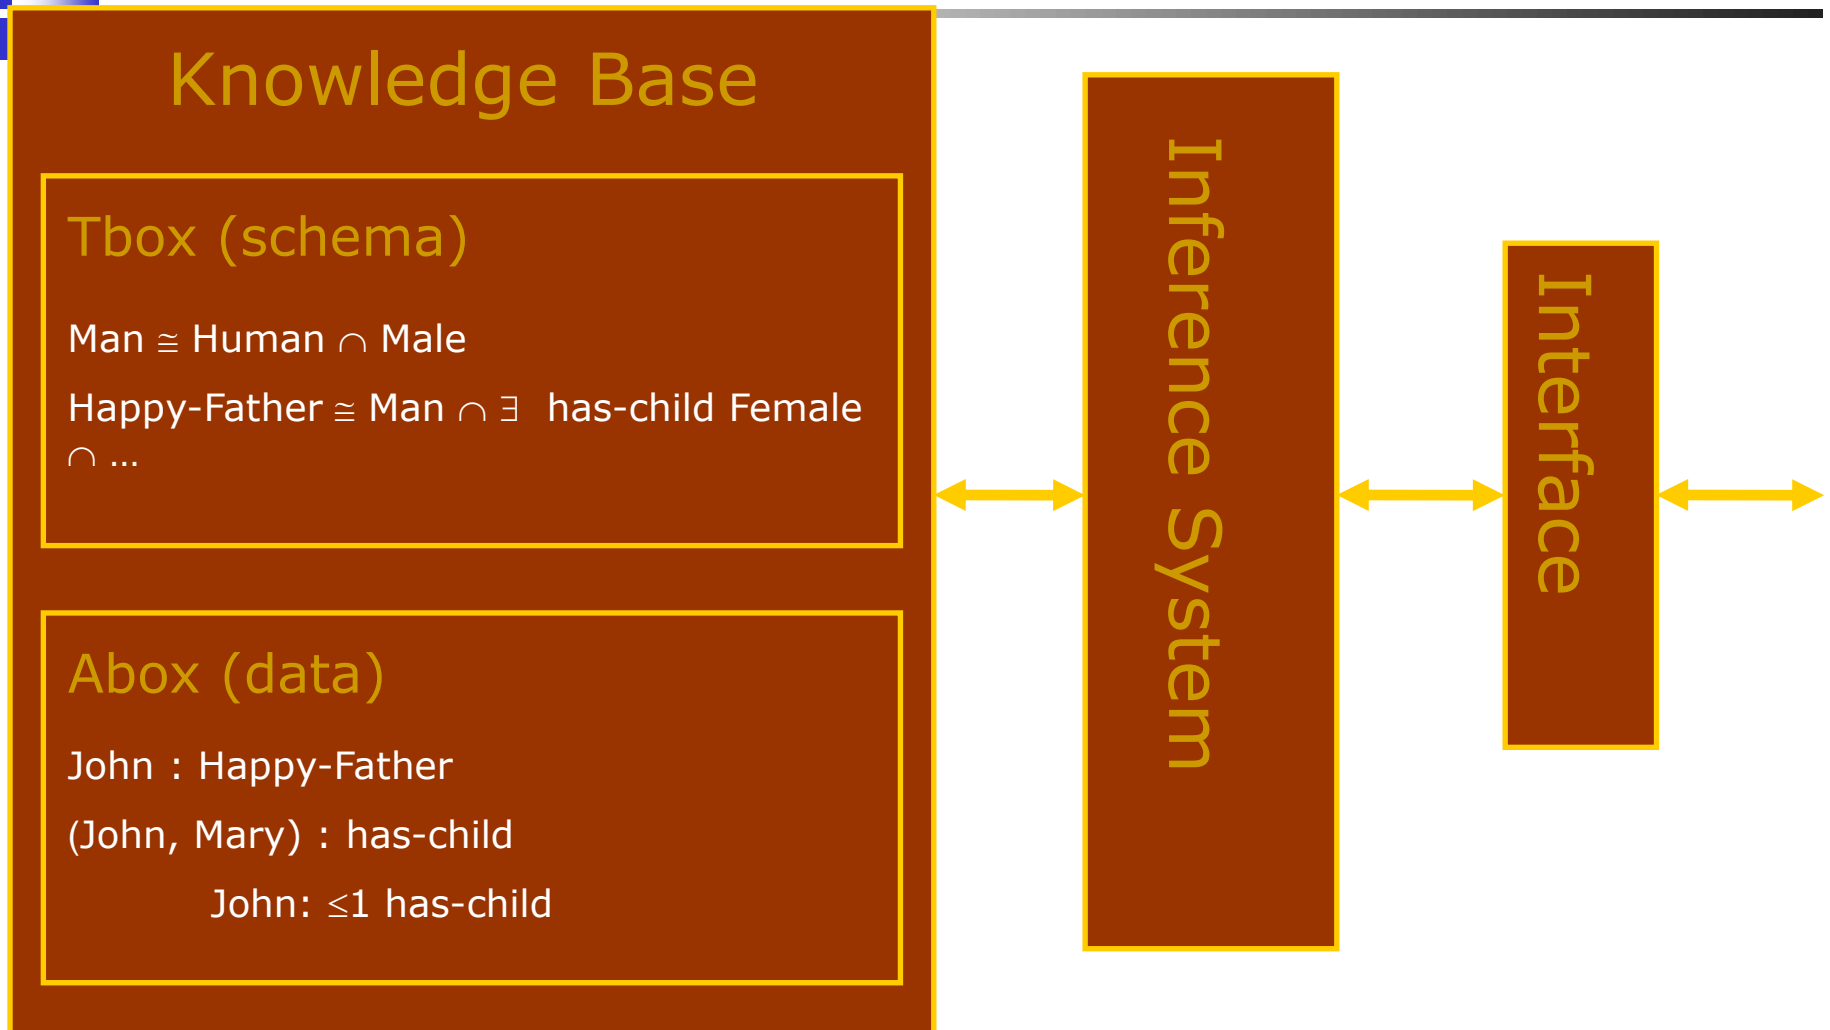 Knowledge Base
Tbox (schema)
Man ≅ Human ∩ Male
Happy-Father ≅ Man ∩ ∃ has-child Female
∩ …
Abox (data)
John : Happy-Father
(John, Mary) : has-child
John: ≤1 has-child
Inference System
Interface